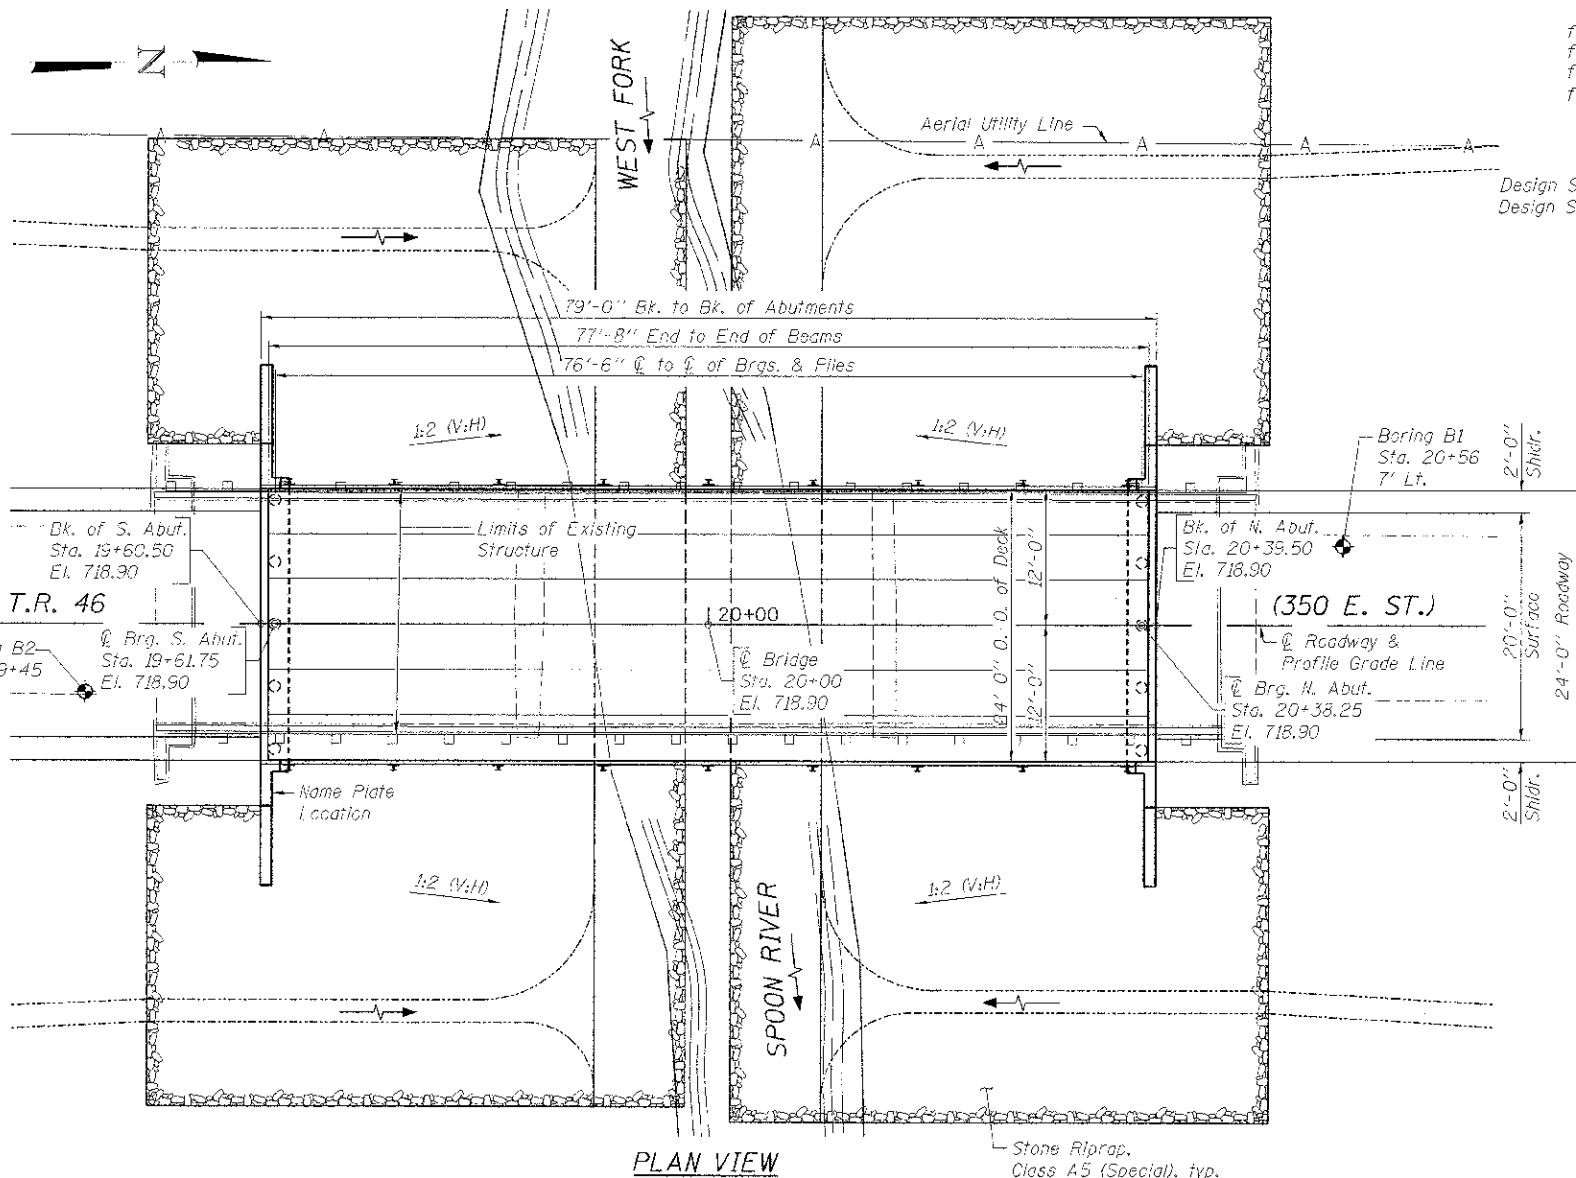 N
WEST FORK
Aerial Utility Line
A
A
A
A
A
A
A
Design S
Design S
79'-0" Bk. to Bk. of Abutments
77'-8" End to End of Beams
76'-6" ℄ to ℄ of Brgs. & Piles
1:2 (V:H)
1:2 (V:H)
Boring B1
Sta. 20+56
7' Lt.
2'-0"
Shldr.
Bk. of S. Abut.
Sta. 19+60.50
El. 718.90
Limits of Existing
Structure
24'-0" O. O. of Deck
12'-0"
12'-0"
Bk. of N. Abut.
Sta. 20+39.50
El. 718.90
T.R. 46
(350 E. ST.)
20+00
℄ Brg. S. Abut.
Sta. 19+61.75
El. 718.90
B2
9+45
℄ Bridge
Sta. 20+00
El. 718.90
℄ Roadway &
Profile Grade Line
℄ Brg. N. Abut.
Sta. 20+38.25
El. 718.90
20'-0"
Surface
24'-0" Roadway
2'-0"
Shldr.
Name Plate
Location
1:2 (V:H)
1:2 (V:H)
SPOON RIVER
Stone Riprap,
Class A5 (Special), typ.
PLAN VIEW